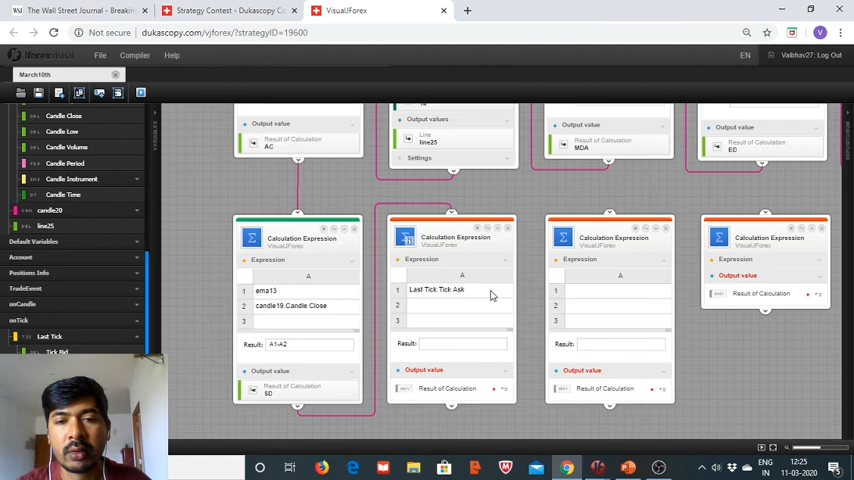 The Wall Street Journal - Breakin
Strategy Contest - Dukascopy C
VisualJForex
Not secure
dukascopy.com/vjforex/?strategyID=19600
V
jforexvisual
File
Compiler
Help
EN
Vaibhav27: Log Out
March10th
VARIABLES
REPOSITORIUM
Candle Close
Candle Low
Candle Volume
Candle Period
Candle Instrument
Candle Time
candle20
line25
Default Variables
Account
Positions Info
TradeEvent
onCandle
onTick
Last Tick
Tick Bid
Output value
Result of Calculation
AC
Output values
Line
line25
Settings
Output value
Result of Calculation
MDA
Output value
Result of Calculation
ED
Calculation Expression
VisualJForex
Expression
A
1 ema13
2 candle19.Candle Close
3
Result: A1-A2
Output value
Result of Calculation
SD
Calculation Expression
VisualJForex
Expression
A
1 Last Tick.Tick Ask
2
3
Result:
Output value
Result of Calculation
Calculation Expression
VisualJForex
Expression
A
1
2
3
Result:
Output value
Result of Calculation
Calculation Expression
VisualJForex
Expression
Output value
Result of Calculation
ENG
IN
12:25
11-03-2020